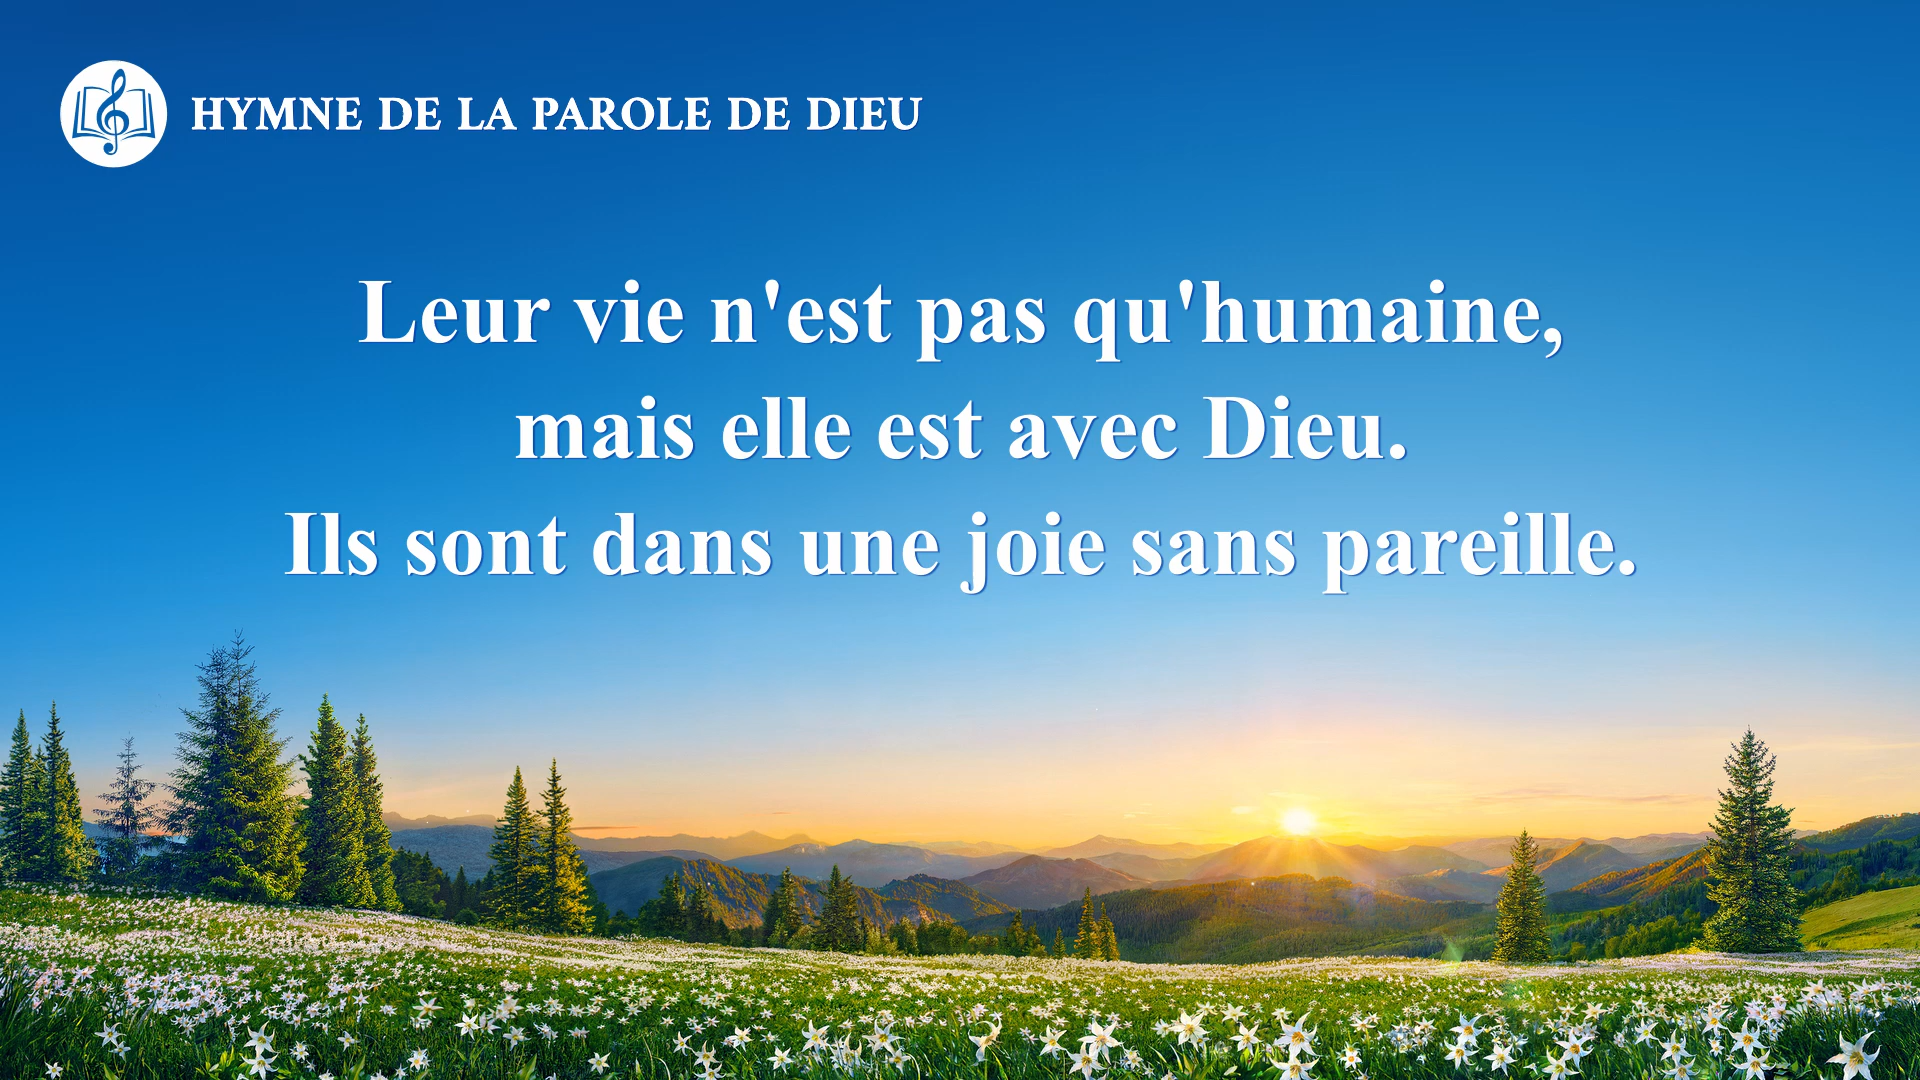 HYMNE DE LA PAROLE DE DIEU
Leur vie n'est pas qu'humaine,
mais elle est avec Dieu.
Ils sont dans une joie sans pareille.